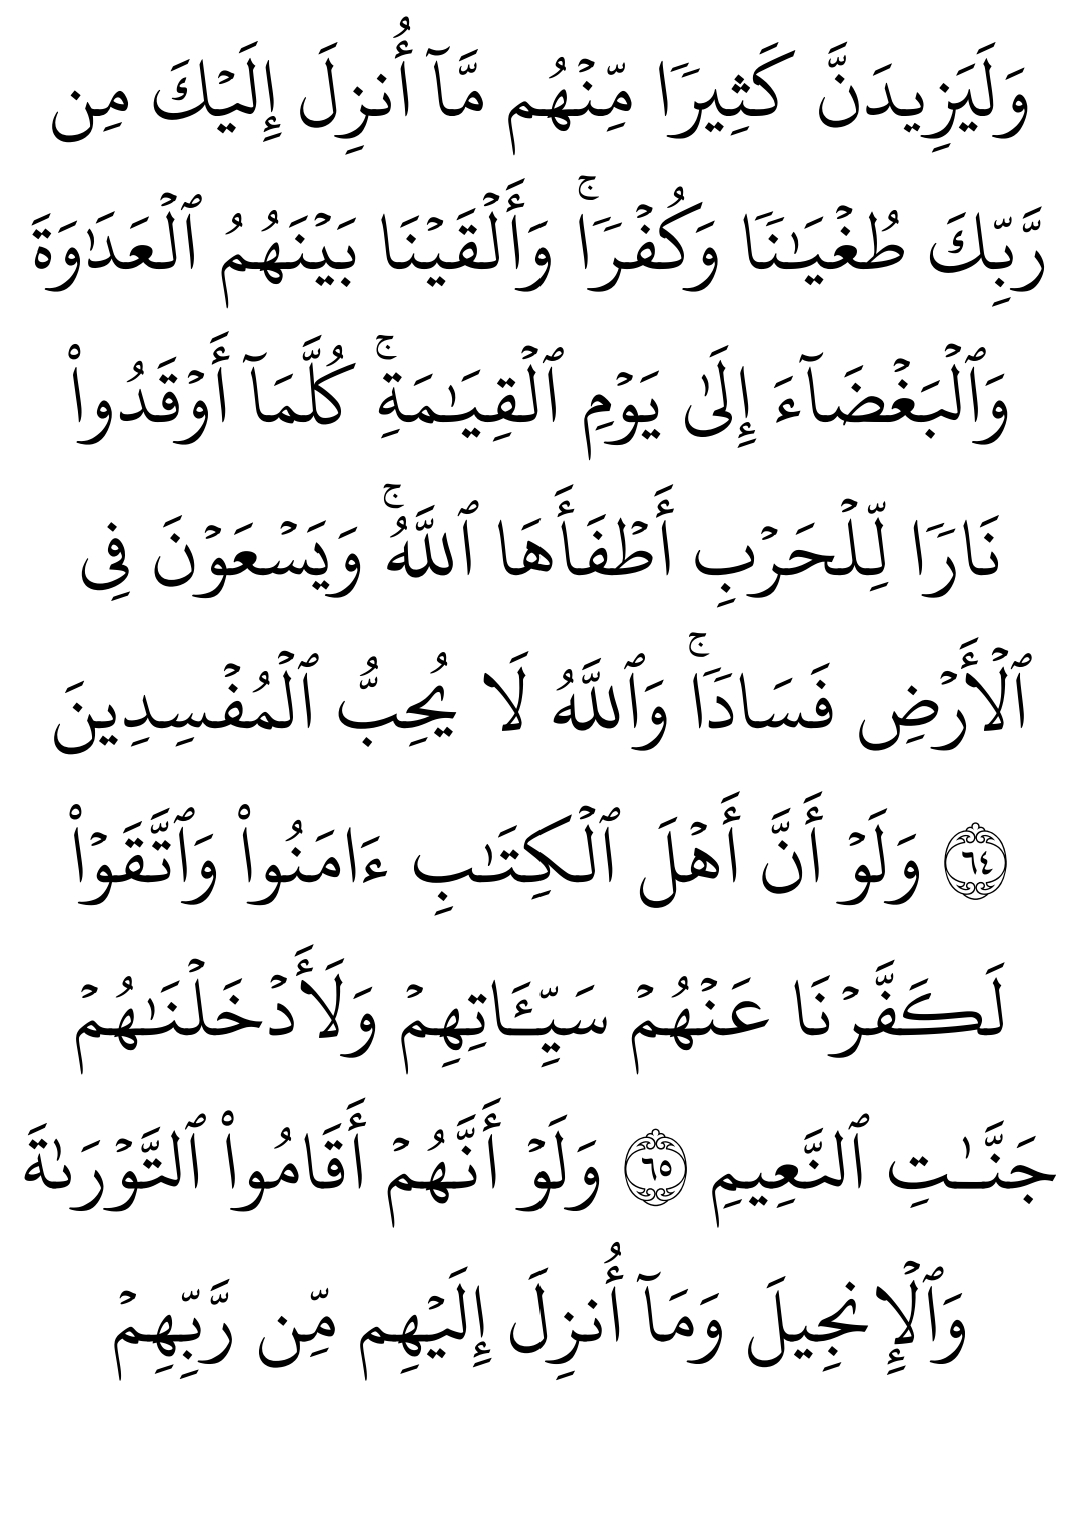 وَلَيَزِيدَنَّ كَثِيرٗا مِّنۡهُم مَّآ أُنزِلَ إِلَيۡكَ مِن
رَّبِّكَ طُغۡيَٰنٗا وَكُفۡرٗاۚ وَأَلۡقَيۡنَا بَيۡنَهُمُ ٱلۡعَدَٰوَةَ
وَٱلۡبَغۡضَآءَ إِلَىٰ يَوۡمِ ٱلۡقِيَٰمَةِۚ كُلَّمَآ أَوۡقَدُواْ
نَارٗا لِّلۡحَرۡبِ أَطۡفَأَهَا ٱللَّهُۚ وَيَسۡعَوۡنَ فِي
ٱلۡأَرۡضِ فَسَادٗاۚ وَٱللَّهُ لَا يُحِبُّ ٱلۡمُفۡسِدِينَ
٦٤ وَلَوۡ أَنَّ أَهۡلَ ٱلۡكِتَٰبِ ءَامَنُواْ وَٱتَّقَوۡاْ
لَكَفَّرۡنَا عَنۡهُمۡ سَيِّـَٔاتِهِمۡ وَلَأَدۡخَلۡنَٰهُمۡ
جَنَّٰتِ ٱلنَّعِيمِ ٦٥ وَلَوۡ أَنَّهُمۡ أَقَامُواْ ٱلتَّوۡرَىٰةَ
وَٱلۡإِنجِيلَ وَمَآ أُنزِلَ إِلَيۡهِم مِّن رَّبِّهِمۡ